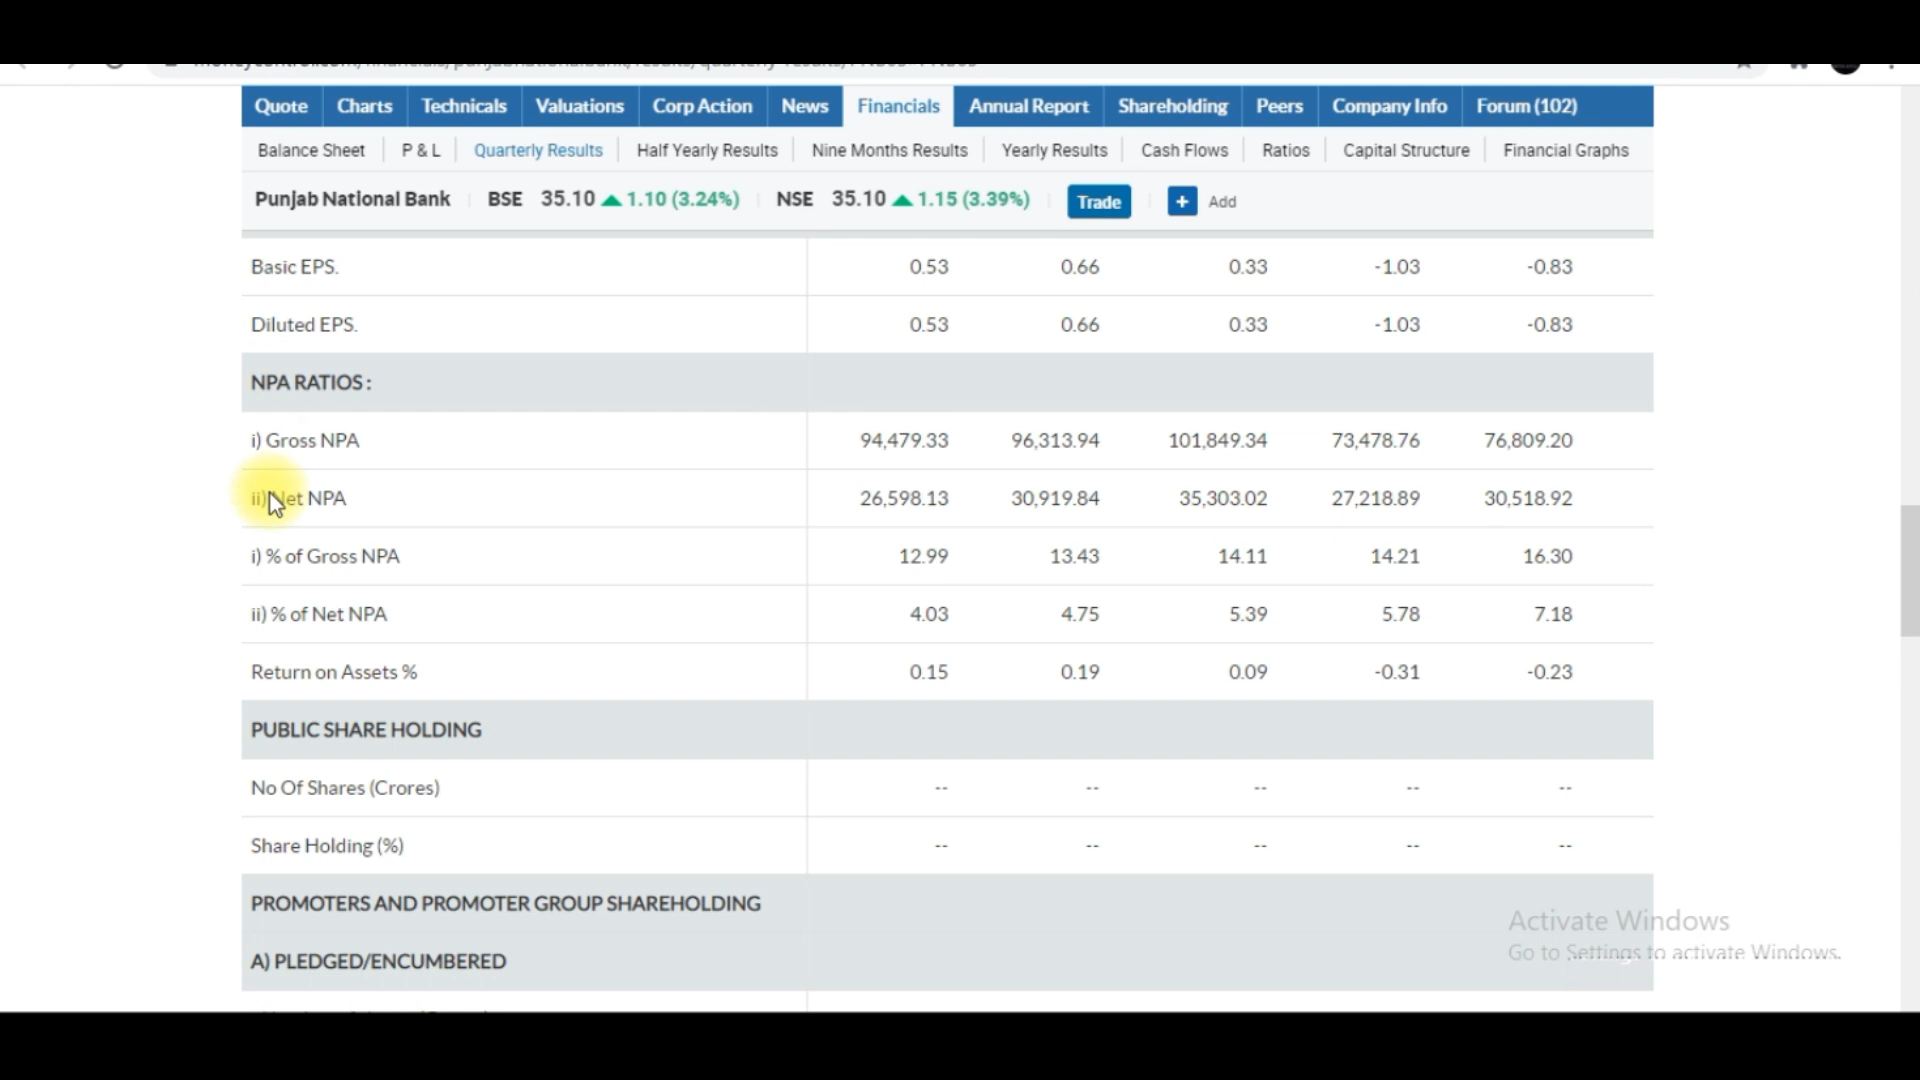 Quote Charts Technicals Valuations Corp Action News Financials Annual Report Shareholding Peers Company Info Forum (102)
Balance Sheet P & L Quarterly Results Half Yearly Results Nine Months Results Yearly Results Cash Flows Ratios Capital Structure Financial Graphs
Punjab National Bank BSE 35.10 ▲ 1.10 (3.24%) NSE 35.10 ▲ 1.15 (3.39%) Trade + Add
Basic EPS. 0.53 0.66 0.33 -1.03 -0.83
Diluted EPS. 0.53 0.66 0.33 -1.03 -0.83
NPA RATIOS :
i) Gross NPA 94,479.33 96,313.94 101,849.34 73,478.76 76,809.20
ii) Net NPA 26,598.13 30,919.84 35,303.02 27,218.89 30,518.92
i) % of Gross NPA 12.99 13.43 14.11 14.21 16.30
ii) % of Net NPA 4.03 4.75 5.39 5.78 7.18
Return on Assets % 0.15 0.19 0.09 -0.31 -0.23
PUBLIC SHARE HOLDING
No Of Shares (Crores) -- -- -- -- --
Share Holding (%) -- -- -- -- --
PROMOTERS AND PROMOTER GROUP SHAREHOLDING
A) PLEDGED/ENCUMBERED
Activate Windows
Go to Settings to activate Windows.